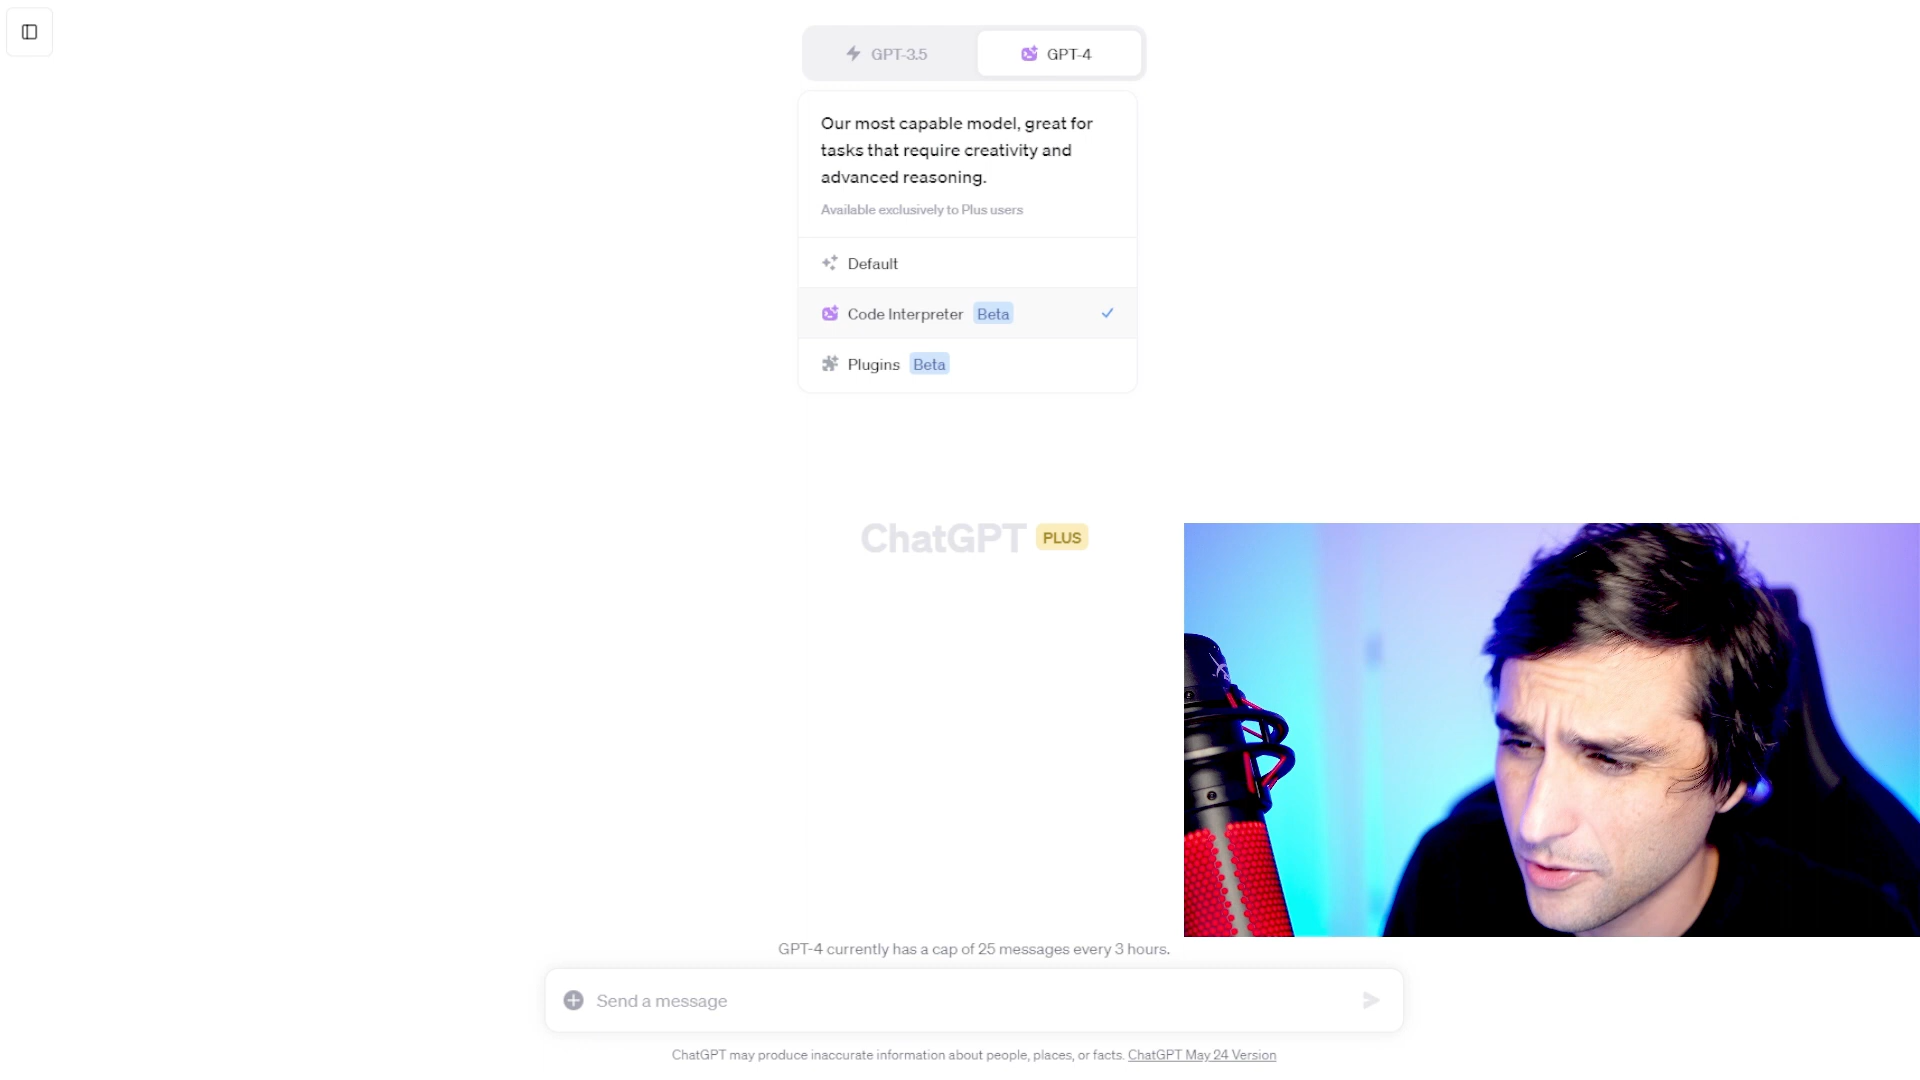 GPT-3.5
GPT-4
Our most capable model, great for
tasks that require creativity and
advanced reasoning.
Available exclusively to Plus users
Default
Code Interpreter Beta
Plugins Beta
ChatGPT PLUS
GPT-4 currently has a cap of 25 messages every 3 hours.
Send a message
ChatGPT may produce inaccurate information about people, places, or facts. ChatGPT May 24 Version